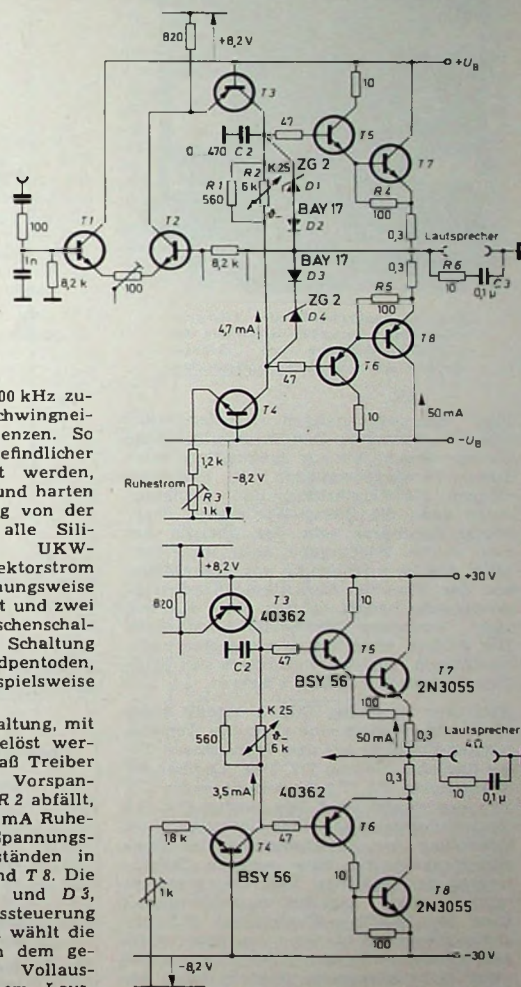 820
+8,2 V
+U_B
T3
10
0 470 C2
47
T5
T7
ZG 2
K 25
R1
560
R2
6k
D1
R4
100
BAY 17
D2
100
T1
T2
0,3
Lautsprecher
1n
8,2 k
100
8,2 k
BAY 17
D3
0,3
R6
10
C3
0,1 µ
R5
100
ZG 2
D4
4,7 mA
T8
47
T6
T4
10
50 mA
−U_B
1,2 k
Ruhestrom
R3
1k
−8,2 V
00 kHz zu-
chwingnei-
enzen. So
efindlicher
t werden,
und harten
g von der
alle Sili-
UKW-
ektorstrom
nungsweise
t und zwei
schenschal-
Schaltung
dpentoden,
spielsweise
altung, mit
elöst wer-
aß Treiber
Vorspan-
R 2 abfällt,
mA Ruhe-
Spannungs-
ständen in
nd T 8. Die
und D 3,
ssteuerung
wählt die
n dem ge-
Vollaus-
+8,2 V
+30 V
820
T3
40362
10
C2
47
T5
BSY 56
T7
2N3055
100
K 25
50 mA
0,3
Lautsprecher
4Ω
560
6k
0,3
10
0,1 µ
3,5 mA
40362
1,8 k
T4
47
T6
BSY 56
10
T8
2N3055
1k
100
−30 V
−8,2 V